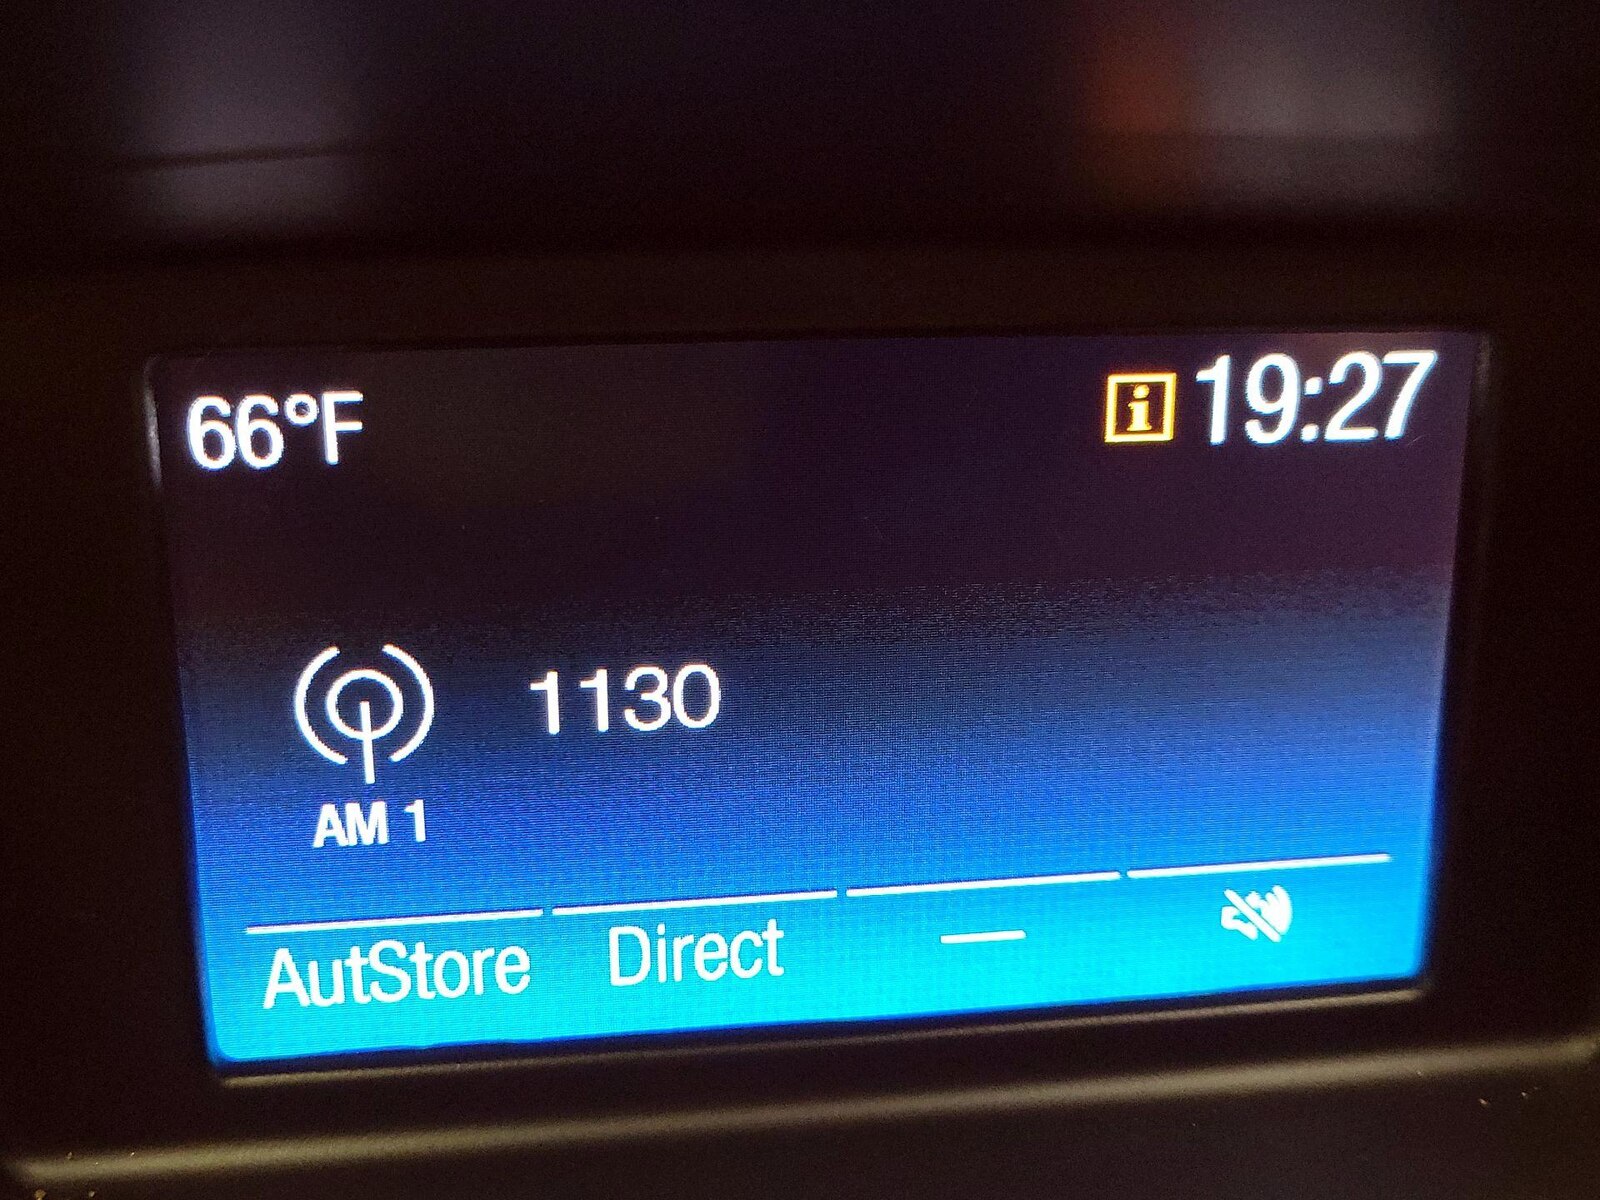 66°F
i 19:27
1130
AM 1
AutStore Direct —